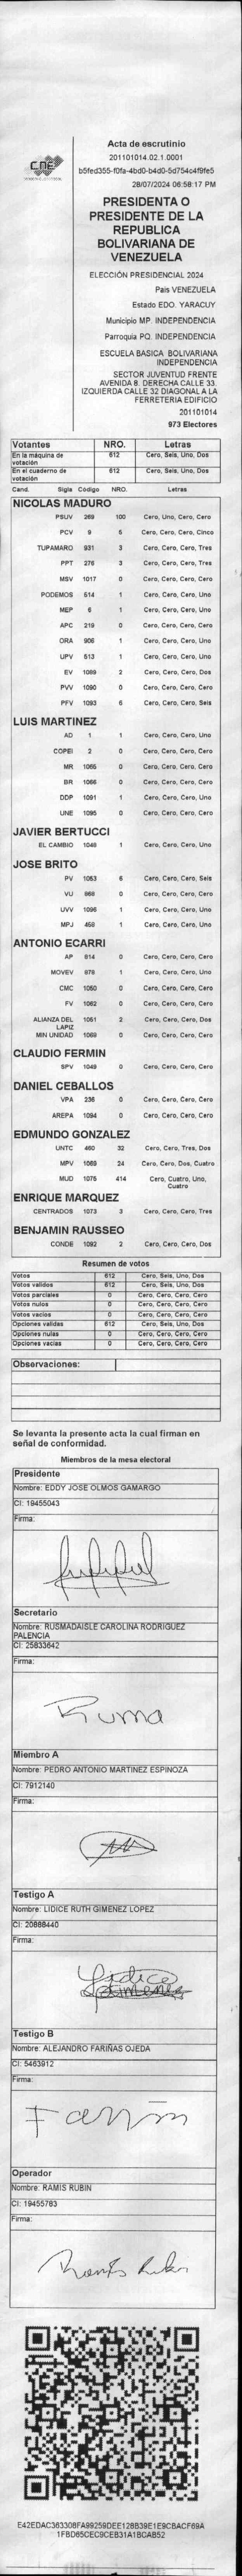 CNE
Acta de escrutinio
201101014.02.1.0001
b5fed355-f0fa-4bd0-b4d0-5d754c4f9fe5
28/07/2024 06:58:17 PM
PRESIDENTA O
PRESIDENTE DE LA
REPUBLICA
BOLIVARIANA DE
VENEZUELA
ELECCIÓN PRESIDENCIAL 2024
Pais VENEZUELA
Estado EDO. YARACUY
Municipio MP. INDEPENDENCIA
Parroquia PQ. INDEPENDENCIA
ESCUELA BASICA BOLIVARIANA
INDEPENDENCIA
SECTOR JUVENTUD FRENTE
AVENIDA 8. DERECHA CALLE 33.
IZQUIERDA CALLE 32 DIAGONAL A LA
FERRETERIA EDIFICIO
201101014
973 Electores
Votantes NRO. Letras
En la máquina de votación 612 Cero, Seis, Uno, Dos
En el cuaderno de votación 612 Cero, Seis, Uno, Dos
Cand. Sigla Código NRO. Letras
NICOLAS MADURO
PSUV 269 100 Cero, Uno, Cero, Cero
PCV 9 5 Cero, Cero, Cero, Cinco
TUPAMARO 931 3 Cero, Cero, Cero, Tres
PPT 276 3 Cero, Cero, Cero, Tres
MSV 1017 0 Cero, Cero, Cero, Cero
PODEMOS 514 1 Cero, Cero, Cero, Uno
MEP 6 1 Cero, Cero, Cero, Uno
APC 219 0 Cero, Cero, Cero, Cero
ORA 906 1 Cero, Cero, Cero, Uno
UPV 513 1 Cero, Cero, Cero, Uno
EV 1089 2 Cero, Cero, Cero, Dos
PVV 1090 0 Cero, Cero, Cero, Cero
PFV 1093 6 Cero, Cero, Cero, Seis
LUIS MARTINEZ
AD 1 1 Cero, Cero, Cero, Uno
COPEI 2 0 Cero, Cero, Cero, Cero
MR 1065 0 Cero, Cero, Cero, Cero
BR 1066 0 Cero, Cero, Cero, Cero
DDP 1091 1 Cero, Cero, Cero, Uno
UNE 1095 0 Cero, Cero, Cero, Cero
JAVIER BERTUCCI
EL CAMBIO 1048 1 Cero, Cero, Cero, Uno
JOSE BRITO
PV 1053 6 Cero, Cero, Cero, Seis
VU 868 0 Cero, Cero, Cero, Cero
UVV 1096 1 Cero, Cero, Cero, Uno
MPJ 458 1 Cero, Cero, Cero, Uno
ANTONIO ECARRI
AP 814 0 Cero, Cero, Cero, Cero
MOVEV 878 1 Cero, Cero, Cero, Uno
CMC 1050 0 Cero, Cero, Cero, Cero
FV 1062 0 Cero, Cero, Cero, Cero
ALIANZA DEL LAPIZ 1051 2 Cero, Cero, Cero, Dos
MIN UNIDAD 1068 0 Cero, Cero, Cero, Cero
CLAUDIO FERMIN
SPV 1049 0 Cero, Cero, Cero, Cero
DANIEL CEBALLOS
VPA 236 0 Cero, Cero, Cero, Cero
AREPA 1094 0 Cero, Cero, Cero, Cero
EDMUNDO GONZALEZ
UNTC 460 32 Cero, Cero, Tres, Dos
MPV 1069 24 Cero, Cero, Dos, Cuatro
MUD 1075 414 Cero, Cuatro, Uno, Cuatro
ENRIQUE MARQUEZ
CENTRADOS 1073 3 Cero, Cero, Cero, Tres
BENJAMIN RAUSSEO
CONDE 1092 2 Cero, Cero, Cero, Dos
Resumen de votos
Votos 612 Cero, Seis, Uno, Dos
Votos validos 612 Cero, Seis, Uno, Dos
Votos parciales 0 Cero, Cero, Cero, Cero
Votos nulos 0 Cero, Cero, Cero, Cero
Votos vacios 0 Cero, Cero, Cero, Cero
Opciones validas 612 Cero, Seis, Uno, Dos
Opciones nulas 0 Cero, Cero, Cero, Cero
Opciones vacias 0 Cero, Cero, Cero, Cero
Observaciones:
Se levanta la presente acta la cual firman en
señal de conformidad.
Miembros de la mesa electoral
Presidente
Nombre: EDDY JOSE OLMOS GAMARGO
CI: 19455043
Firma:
Secretario
Nombre: RUSMADAISLE CAROLINA RODRIGUEZ
PALENCIA
CI: 25833642
Firma:
Ruma
Miembro A
Nombre: PEDRO ANTONIO MARTINEZ ESPINOZA
CI: 7912140
Firma:
Testigo A
Nombre: LIDICE RUTH GIMENEZ LOPEZ
CI: 20888440
Firma:
Lidice
Gimenez
Testigo B
Nombre: ALEJANDRO FARIÑAS OJEDA
CI: 5463912
Firma:
Operador
Nombre: RAMIS RUBIN
CI: 19455783
Firma:
E42EDAC363308FA99259DEE128B39E1E9CBACF69A
1FBD65CEC9CEB31A1BCAB52